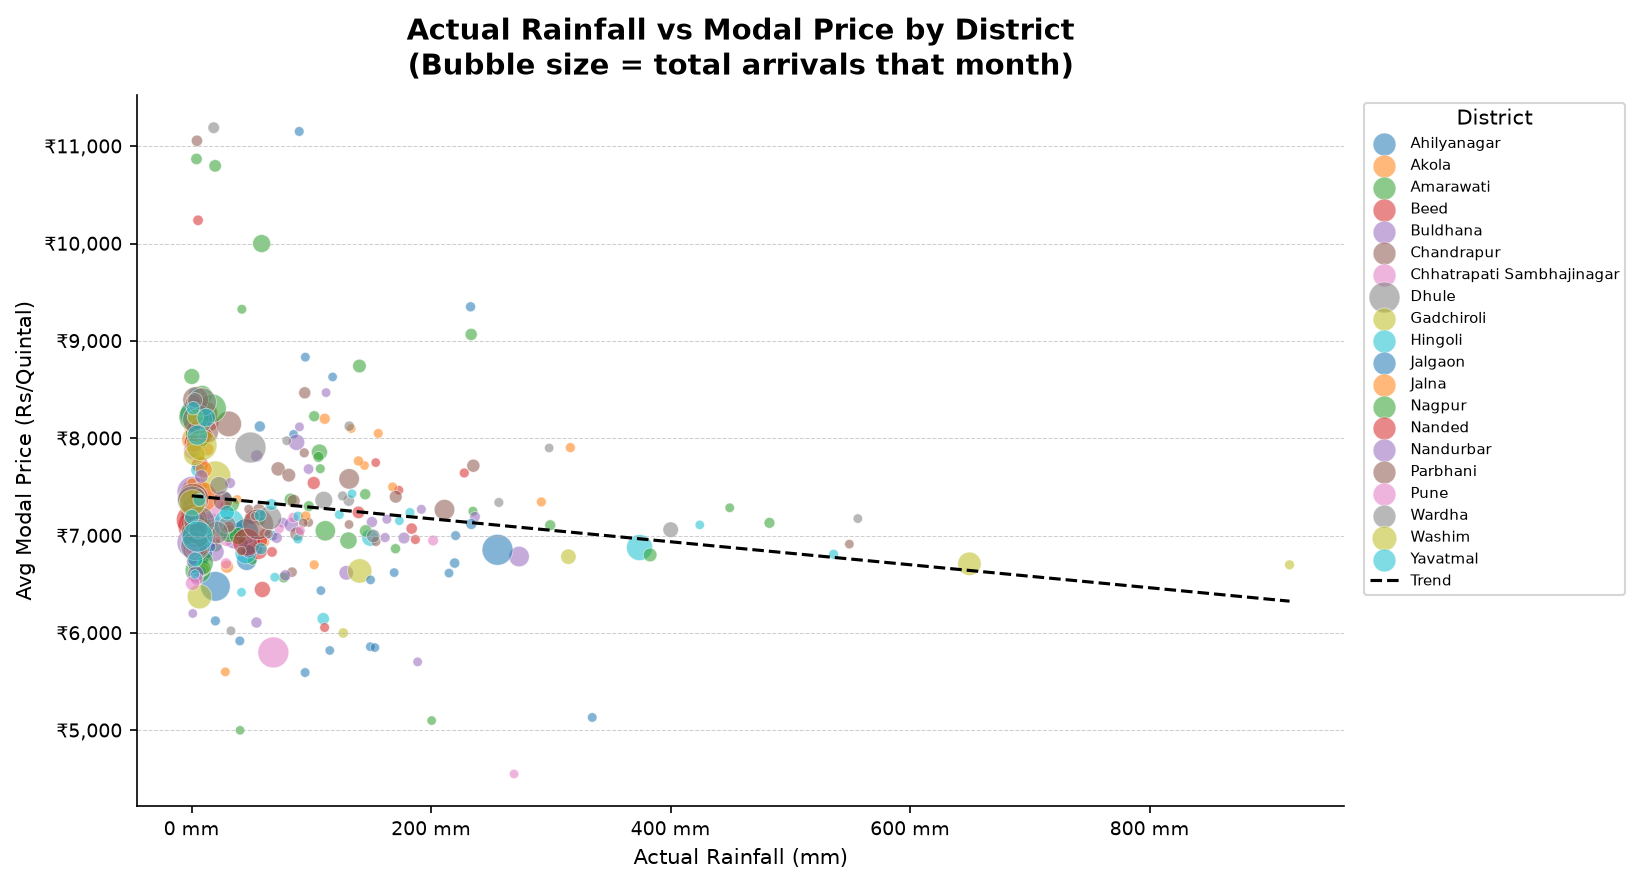 Actual Rainfall vs Modal Price by District
(Bubble size = total arrivals that month)
Avg Modal Price (Rs/Quintal)
₹11,000
₹10,000
₹9,000
₹8,000
₹7,000
₹6,000
₹5,000
0 mm
200 mm
400 mm
600 mm
800 mm
Actual Rainfall (mm)
District
Ahilyanagar
Akola
Amarawati
Beed
Buldhana
Chandrapur
Chhatrapati Sambhajinagar
Dhule
Gadchiroli
Hingoli
Jalgaon
Jalna
Nagpur
Nanded
Nandurbar
Parbhani
Pune
Wardha
Washim
Yavatmal
Trend